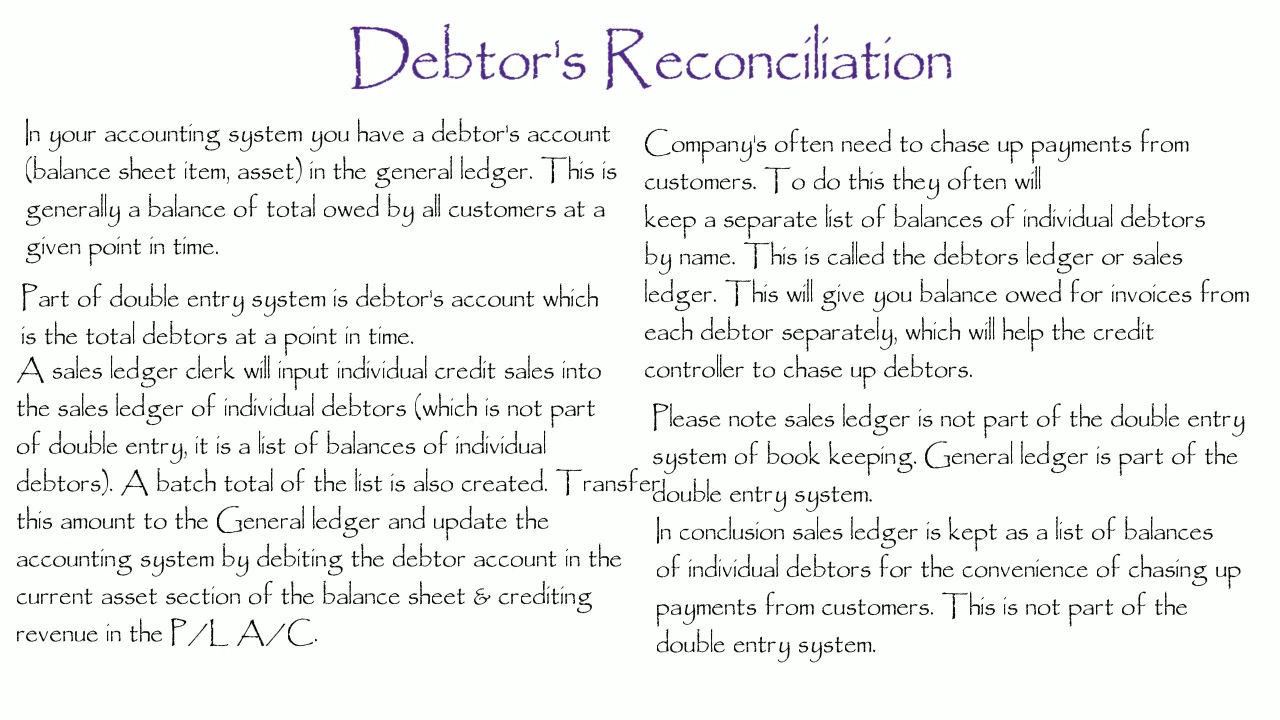 Debtor's Reconciliation
In your accounting system you have a debtor's account
(balance sheet item, asset) in the general ledger. This is
generally a balance of total owed by all customers at a
given point in time.
Part of double entry system is debtor's account which
is the total debtors at a point in time.
A sales ledger clerk will input individual credit sales into
the sales ledger of individual debtors (which is not part
of double entry, it is a list of balances of individual
debtors). A batch total of the list is also created. Transfer
this amount to the General ledger and update the
accounting system by debiting the debtor account in the
current asset section of the balance sheet & crediting
revenue in the P/L A/C.
Company's often need to chase up payments from
customers. To do this they often will
keep a separate list of balances of individual debtors
by name. This is called the debtors ledger or sales
ledger. This will give you balance owed for invoices from
each debtor separately, which will help the credit
controller to chase up debtors.
Please note sales ledger is not part of the double entry
system of book keeping. General ledger is part of the
double entry system.
In conclusion sales ledger is kept as a list of balances
of individual debtors for the convenience of chasing up
payments from customers. This is not part of the
double entry system.